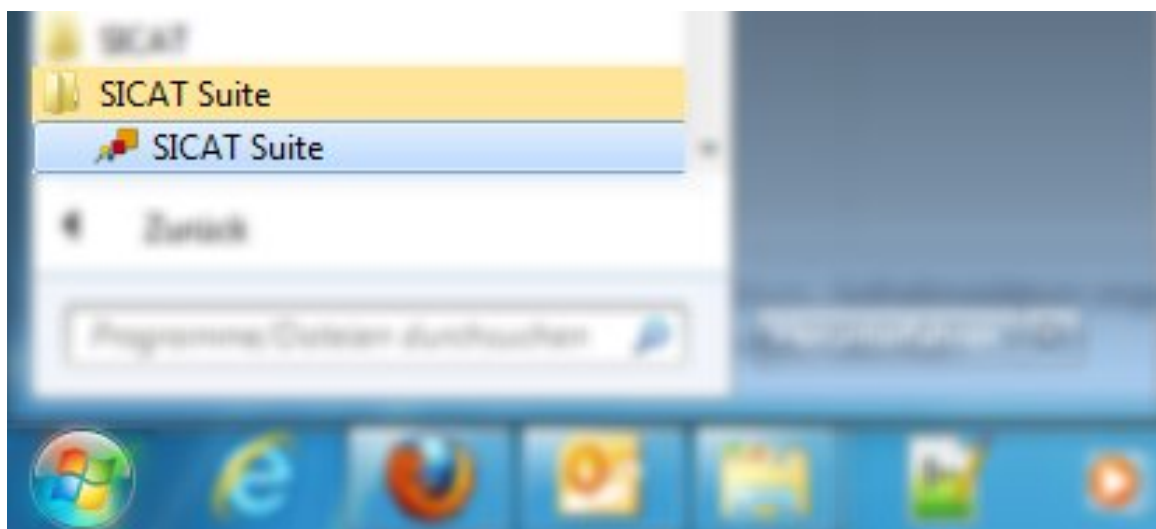 SICAT
SICAT Suite
SICAT Suite
Zurück
Programme/Dateien durchsuchen